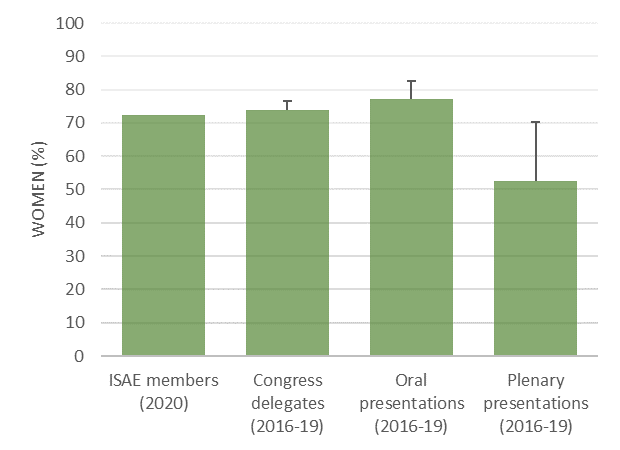 100
90
80
70
60
50
40
30
20
10
0
WOMEN (%)
ISAE members
(2020)
Congress
delegates
(2016-19)
Oral
presentations
(2016-19)
Plenary
presentations
(2016-19)